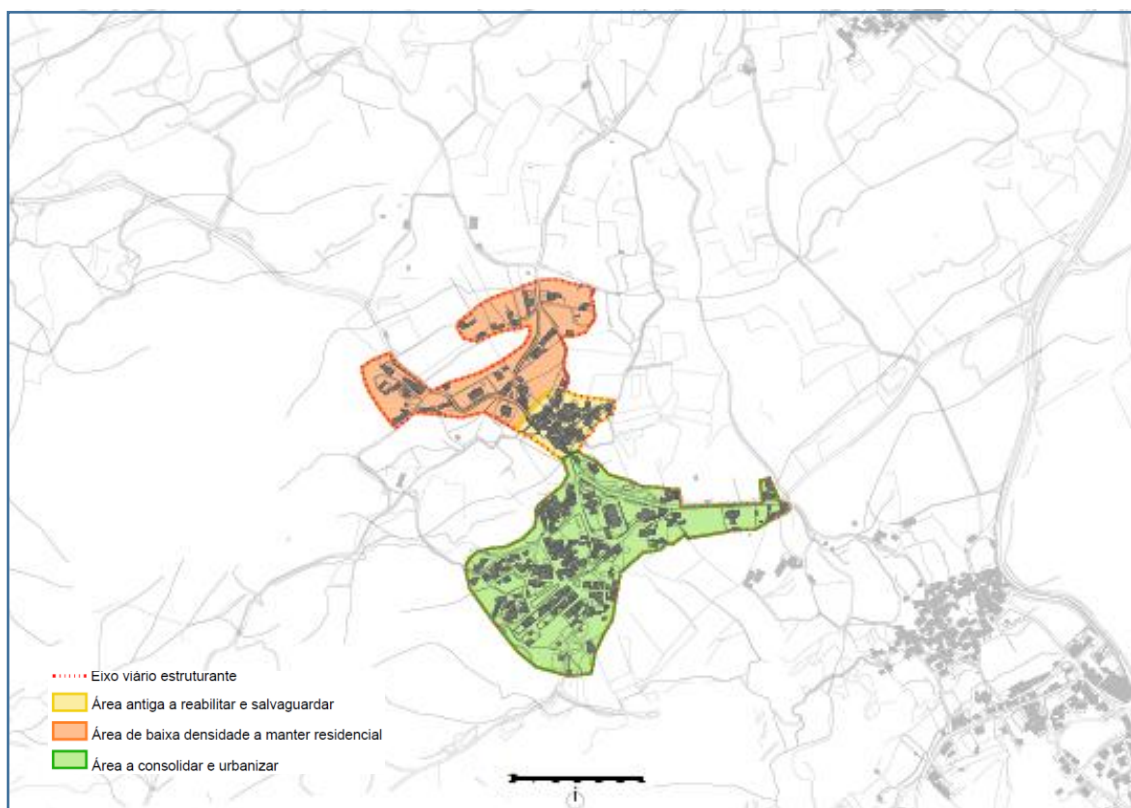 Eixo viário estruturante
Área antiga a reabilitar e salvaguardar
Área de baixa densidade a manter residencial
Área a consolidar e urbanizar